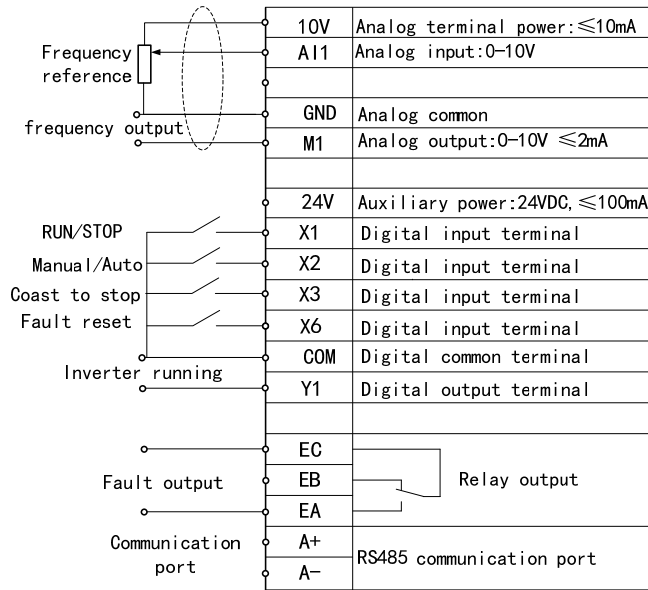 10V Analog terminal power:≤10mA
Frequency AI1 Analog input:0-10V
reference
GND Analog common
frequency output
M1 Analog output:0-10V ≤2mA
24V Auxiliary power:24VDC,≤100mA
RUN/STOP X1 Digital input terminal
Manual/Auto X2 Digital input terminal
Coast to stop X3 Digital input terminal
Fault reset X6 Digital input terminal
COM Digital common terminal
Inverter running
Y1 Digital output terminal
EC
Fault output EB Relay output
EA
Communication A+
port RS485 communication port
A-